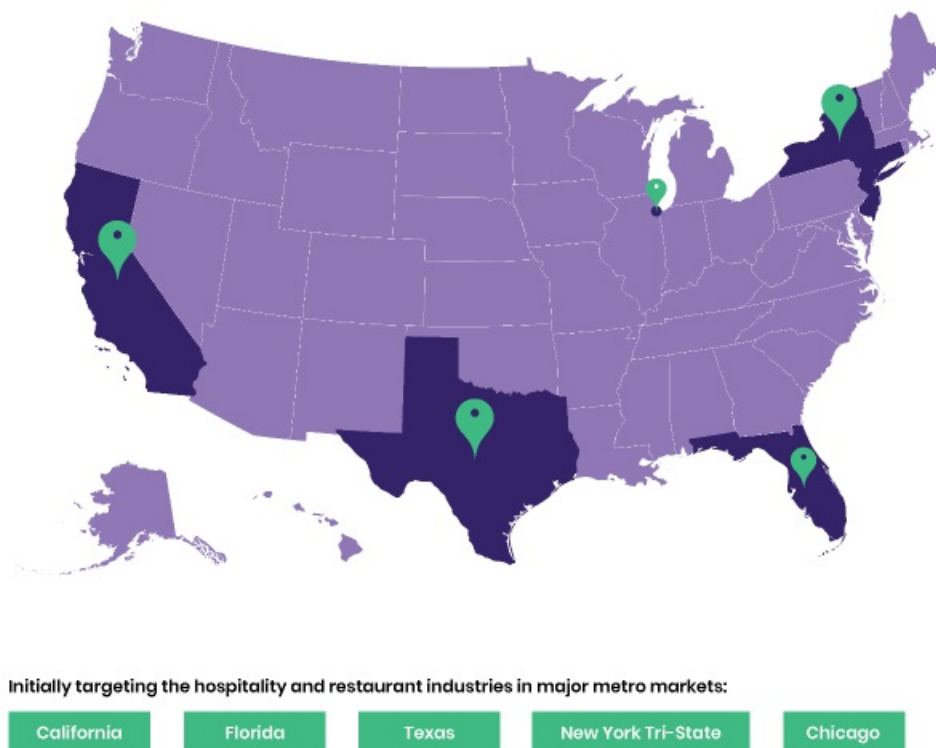 Initially targeting the hospitality and restaurant industries in major metro markets:
California Florida Texas New York Tri-State Chicago